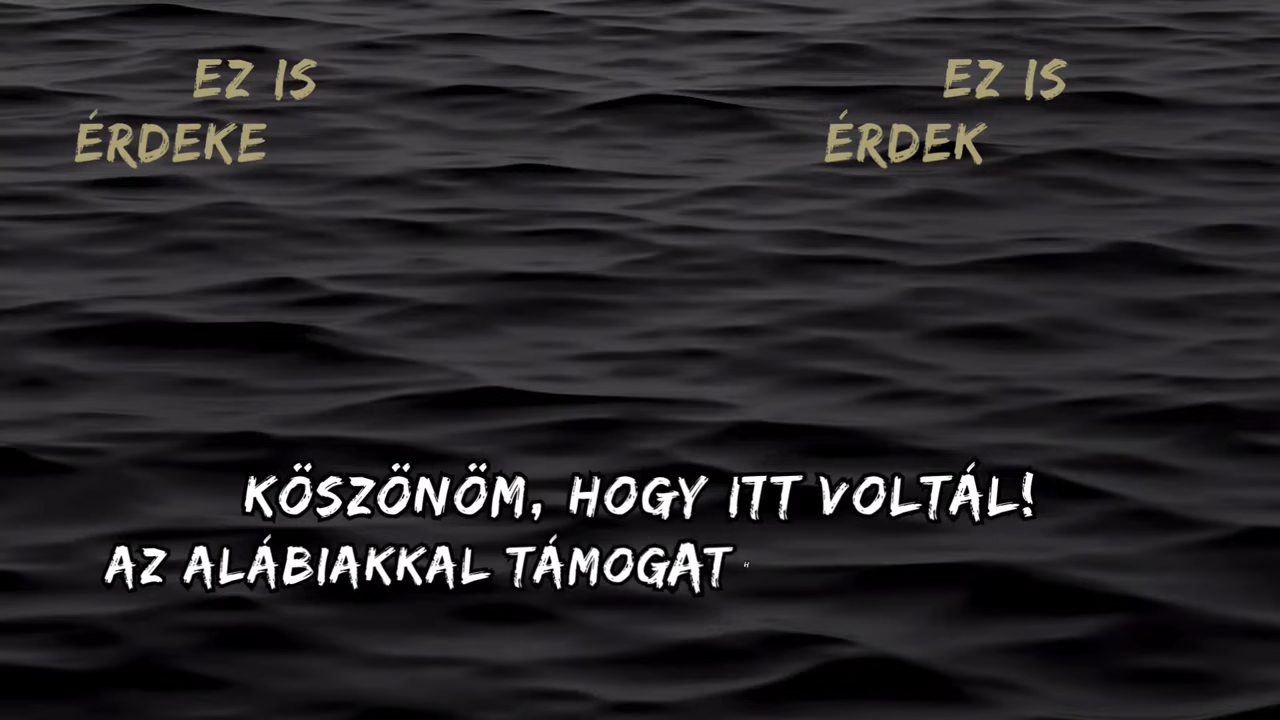 EZ IS
ÉRDEKE
EZ IS
ÉRDEK
KÖSZÖNÖM, HOGY ITT VOLTÁL!
AZ ALÁBIAKKAL TÁMOGAT H